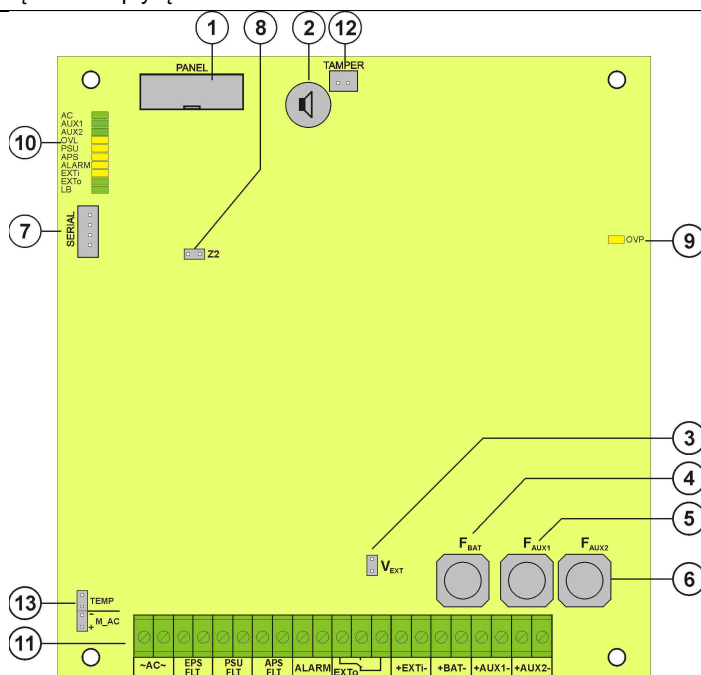 1
8
2
12
PANEL
TAMPER
AC
AUX1
AUX2
OVL
PSU
APS
ALARM
EXTi
EXTo
LB
10
SERIAL
7
Z2
OVP
9
3
4
5
FBAT
FAUX1
FAUX2
VEXT
6
13
TEMP
-
M_AC
+
11
~AC~
EPS FLT
PSU FLT
APS FLT
ALARM
EXTo
+EXTi-
+BAT-
+AUX1-
+AUX2-